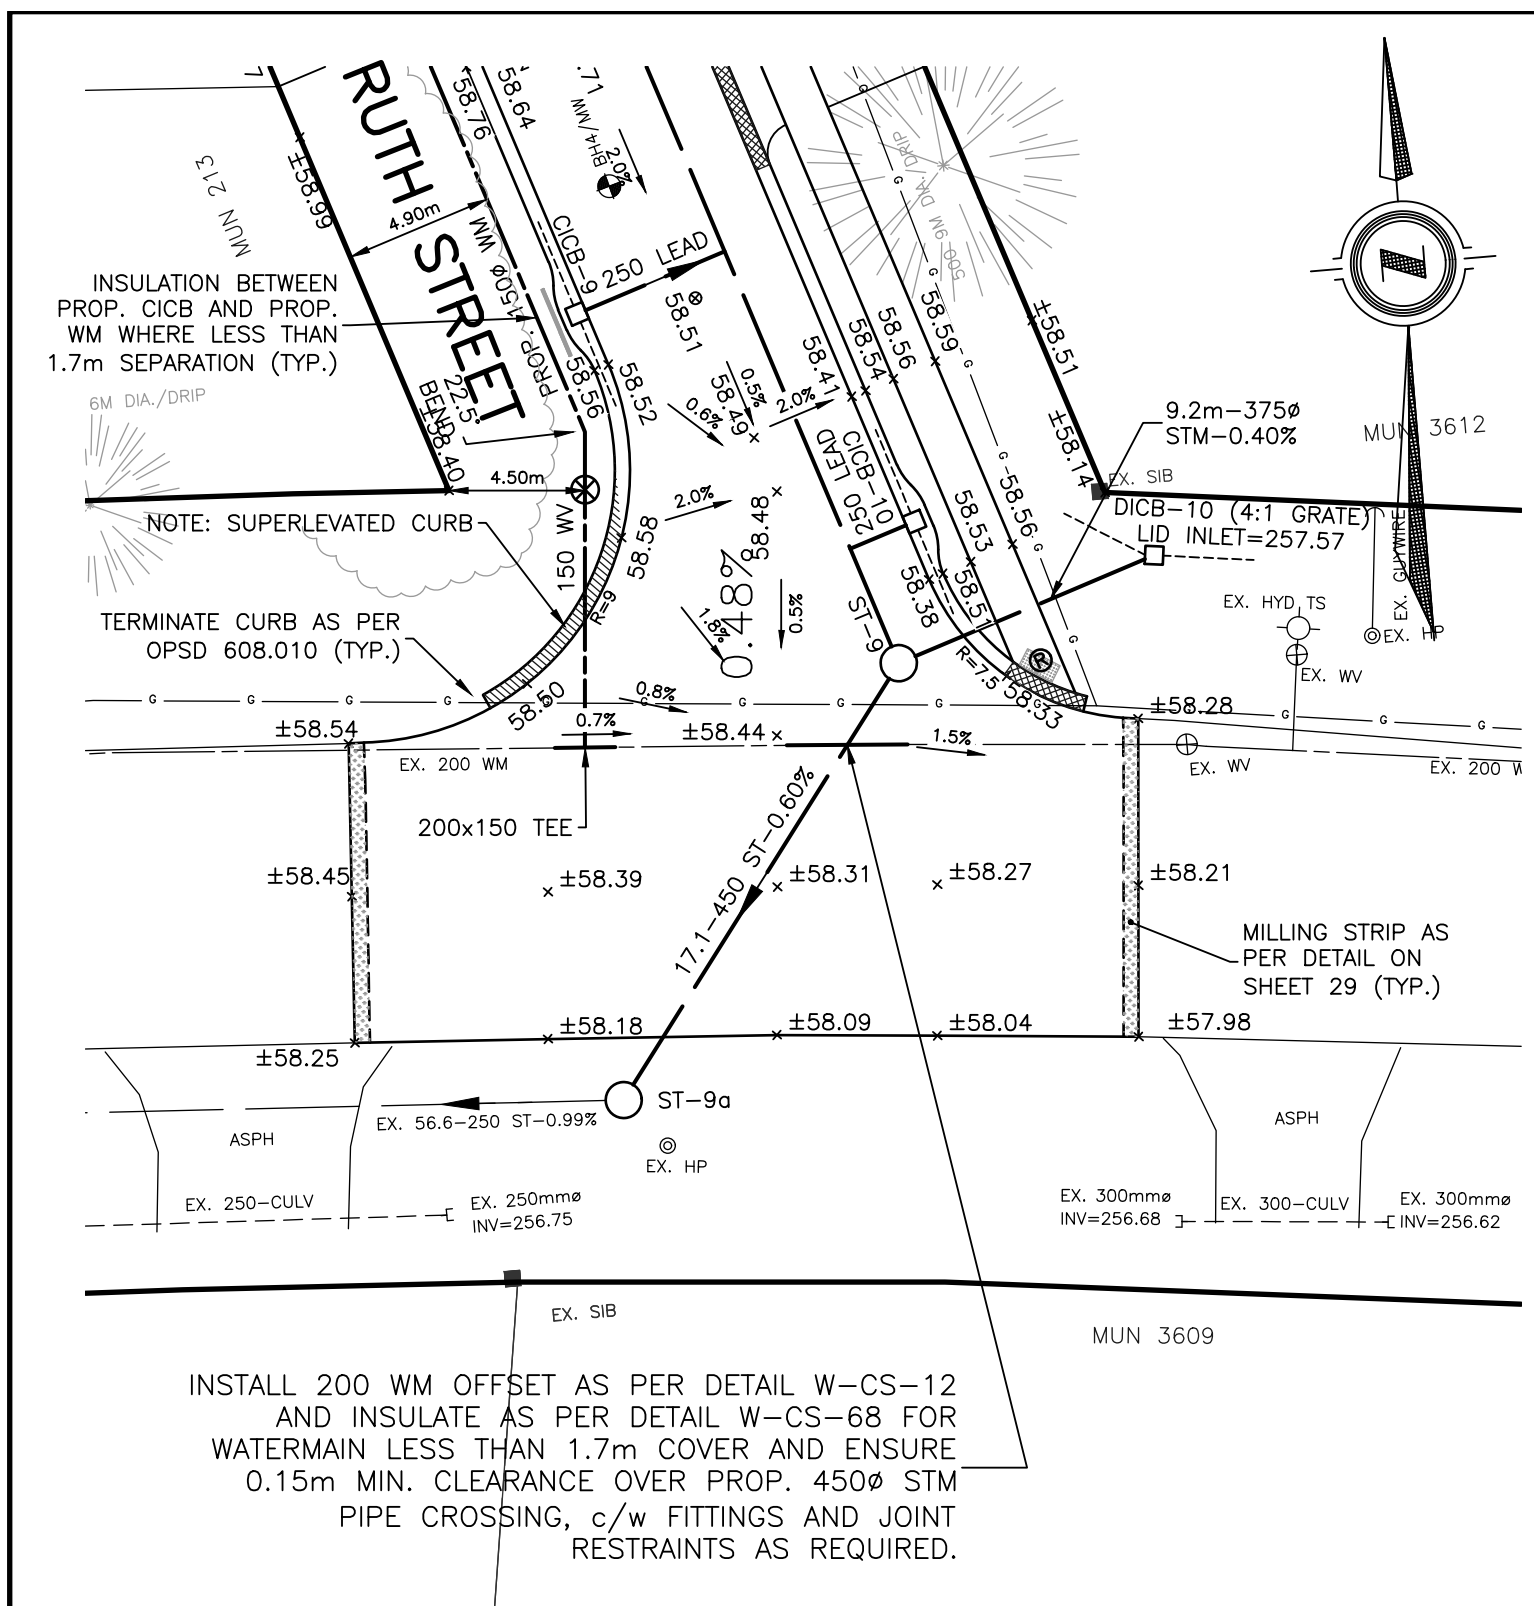 RUTH STREET
MUN 213
±58.99
4.90m
58.76
58.64
.71
BH4/MW
2.0%
CICB-9
250 LEAD
PROP. 150ø WM
INSULATION BETWEEN
PROP. CICB AND PROP.
WM WHERE LESS THAN
1.7m SEPARATION (TYP.)
6M DIA./DRIP
22.5°
BEND
±58.40
4.50m
58.56
58.52
58.51
58.49
0.5%
0.6%
2.0%
58.41
58.54
58.56
58.59
G
G
G
G
G
G
500.9M DIA./DRIP
±58.51
±58.14
9.2m-375ø
STM-0.40%
MUN 3612
EX. SIB
DICB-10 (4:1 GRATE)
LID INLET=257.57
EX. GUYWIRE
EX. HYD TS
EX. HP
EX. WV
NOTE: SUPERLEVATED CURB
150 WV
R=9
58.58
2.0%
58.48
0.48%
0.5%
1.8%
CICB-10
250 LEAD
58.53
58.56
58.51
58.38
ST-9
R=7.5
58.33
R
TERMINATE CURB AS PER
OPSD 608.010 (TYP.)
G G G G G G G G G G G
58.50
0.8%
0.7%
±58.54
±58.44
1.5%
±58.28
EX. 200 WM
EX. WV
EX. 200 W
200x150 TEE
17.1-450 ST-0.60%
±58.45
±58.39
±58.31
±58.27
±58.21
MILLING STRIP AS
PER DETAIL ON
SHEET 29 (TYP.)
±58.25
±58.18
±58.09
±58.04
±57.98
ST-9a
EX. 56.6-250 ST-0.99%
ASPH
ASPH
EX. HP
EX. 250-CULV
EX. 250mmø
INV=256.75
EX. 300mmø
INV=256.68
EX. 300-CULV
EX. 300mmø
INV=256.62
EX. SIB
MUN 3609
INSTALL 200 WM OFFSET AS PER DETAIL W-CS-12
AND INSULATE AS PER DETAIL W-CS-68 FOR
WATERMAIN LESS THAN 1.7m COVER AND ENSURE
0.15m MIN. CLEARANCE OVER PROP. 450ø STM
PIPE CROSSING, c/w FITTINGS AND JOINT
RESTRAINTS AS REQUIRED.